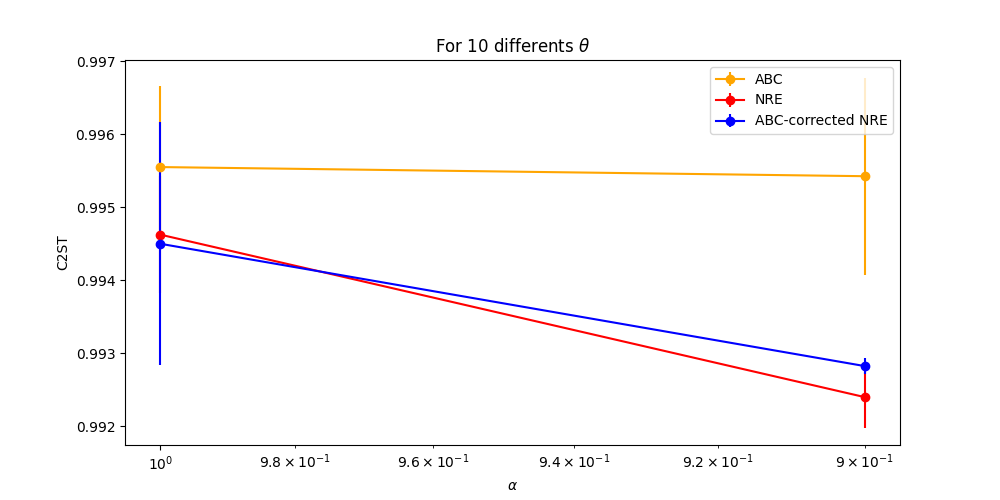 For 10 differents θ
0.997
0.996
0.995
0.994
0.993
0.992
C2ST
ABC
NRE
ABC-corrected NRE
10⁰
9.8 × 10⁻¹
9.6 × 10⁻¹
9.4 × 10⁻¹
9.2 × 10⁻¹
9 × 10⁻¹
α